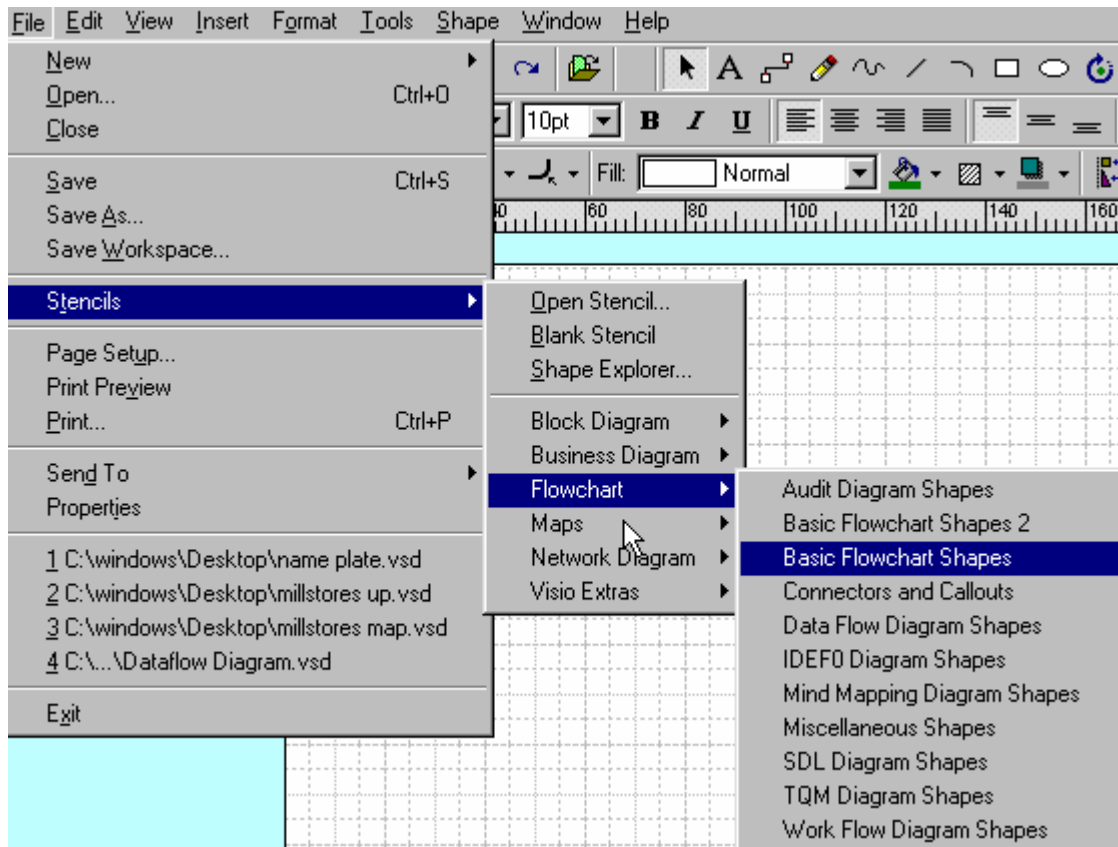 File Edit View Insert Format Tools Shape Window Help
New
Open... Ctrl+O
Close
Save Ctrl+S
Save As...
Save Workspace...
Stencils
Page Setup...
Print Preview
Print... Ctrl+P
Send To
Properties
1 C:\windows\Desktop\name plate.vsd
2 C:\windows\Desktop\millstores up.vsd
3 C:\windows\Desktop\millstores map.vsd
4 C:\...\Dataflow Diagram.vsd
Exit
A
10pt B I U
Fill: Normal
60 80 100 120 140 160
Open Stencil...
Blank Stencil
Shape Explorer...
Block Diagram
Business Diagram
Flowchart
Maps
Network Diagram
Visio Extras
Audit Diagram Shapes
Basic Flowchart Shapes 2
Basic Flowchart Shapes
Connectors and Callouts
Data Flow Diagram Shapes
IDEF0 Diagram Shapes
Mind Mapping Diagram Shapes
Miscellaneous Shapes
SDL Diagram Shapes
TQM Diagram Shapes
Work Flow Diagram Shapes